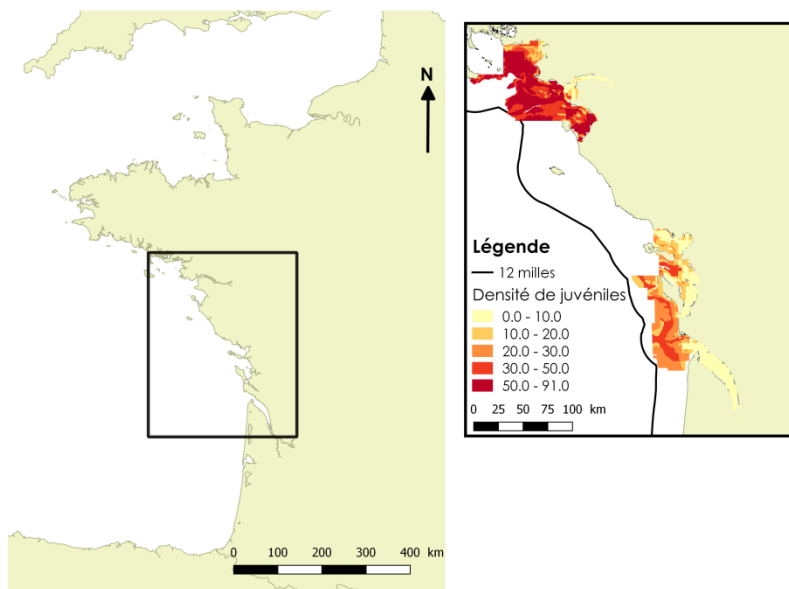 N
0 100 200 300 400 km
Légende
12 milles
Densité de juvéniles
0.0 - 10.0
10.0 - 20.0
20.0 - 30.0
30.0 - 50.0
50.0 - 91.0
0 25 50 75 100 km